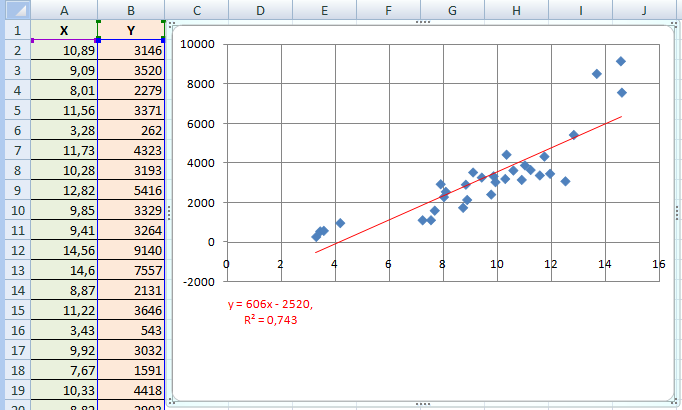 A B C D E F G H I J
1 X Y
2 10,89 3146
3 9,09 3520
4 8,01 2279
5 11,56 3371
6 3,28 262
7 11,73 4323
8 10,28 3193
9 12,82 5416
10 9,85 3329
11 9,41 3264
12 14,56 9140
13 14,6 7557
14 8,87 2131
15 11,22 3646
16 3,43 543
17 9,92 3032
18 7,67 1591
19 10,33 4418
20 8,82 2903
10000
8000
6000
4000
2000
0
-2000
0 2 4 6 8 10 12 14 16
y = 606x - 2520,
R² = 0,743